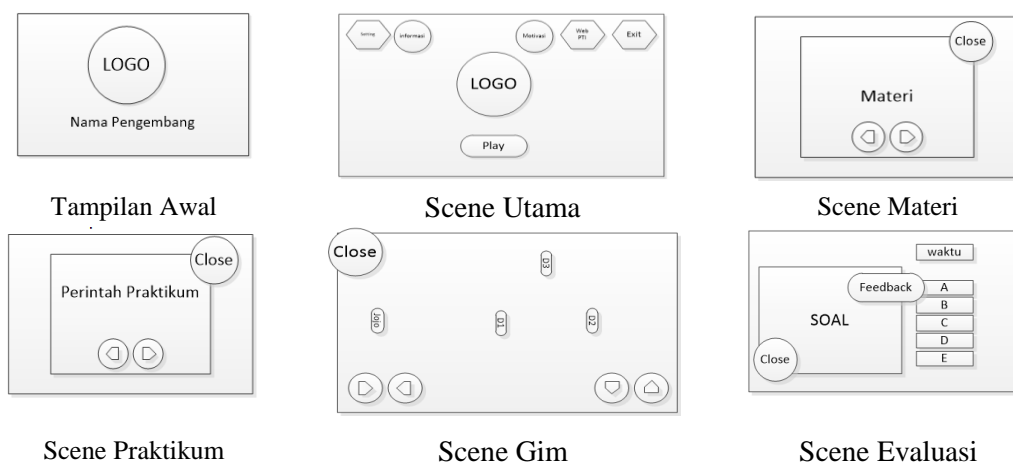 LOGO
Nama Pengembang
Tampilan Awal
Setting
Informasi
Motivasi
Web
PTI
Exit
LOGO
Play
Scene Utama
Close
Materi
Scene Materi
Close
Perintah Praktikum
Scene Praktikum
Close
D3
Jojo
D1
D2
Scene Gim
waktu
Feedback
A
B
SOAL
C
D
Close
E
Scene Evaluasi